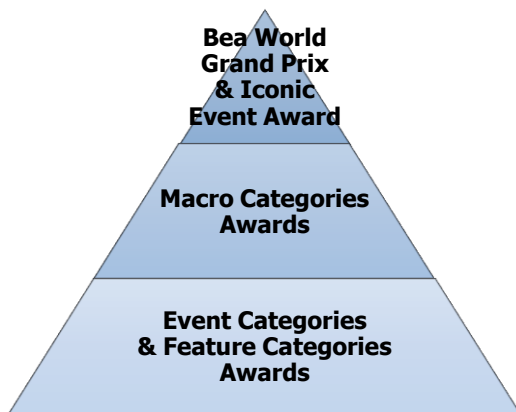 Bea World
Grand Prix
& Iconic
Event Award
Macro Categories
Awards
Event Categories
& Feature Categories
Awards